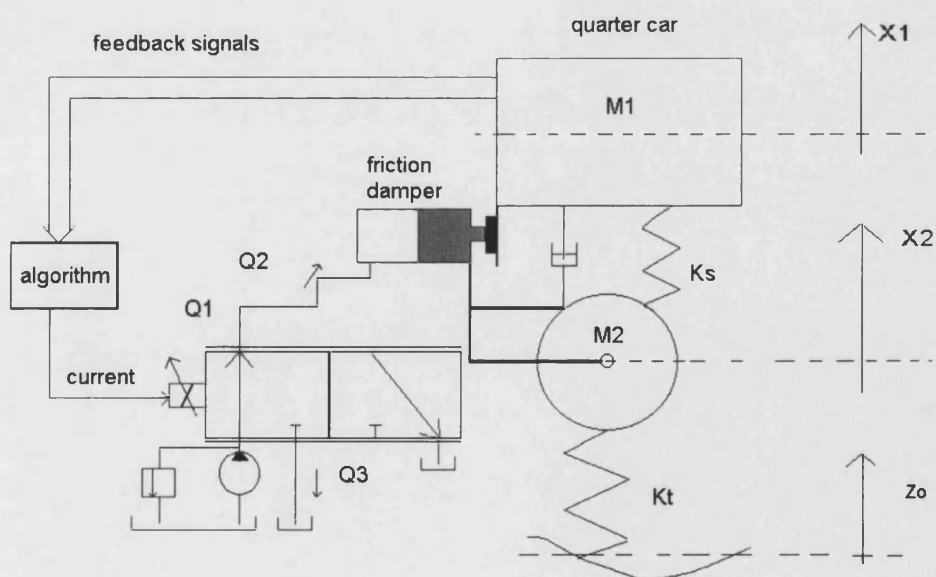 quarter car
X1
feedback signals
M1
friction
damper
X2
Q2
algorithm
Ks
Q1
M2
current
Q3
Kt
Zo